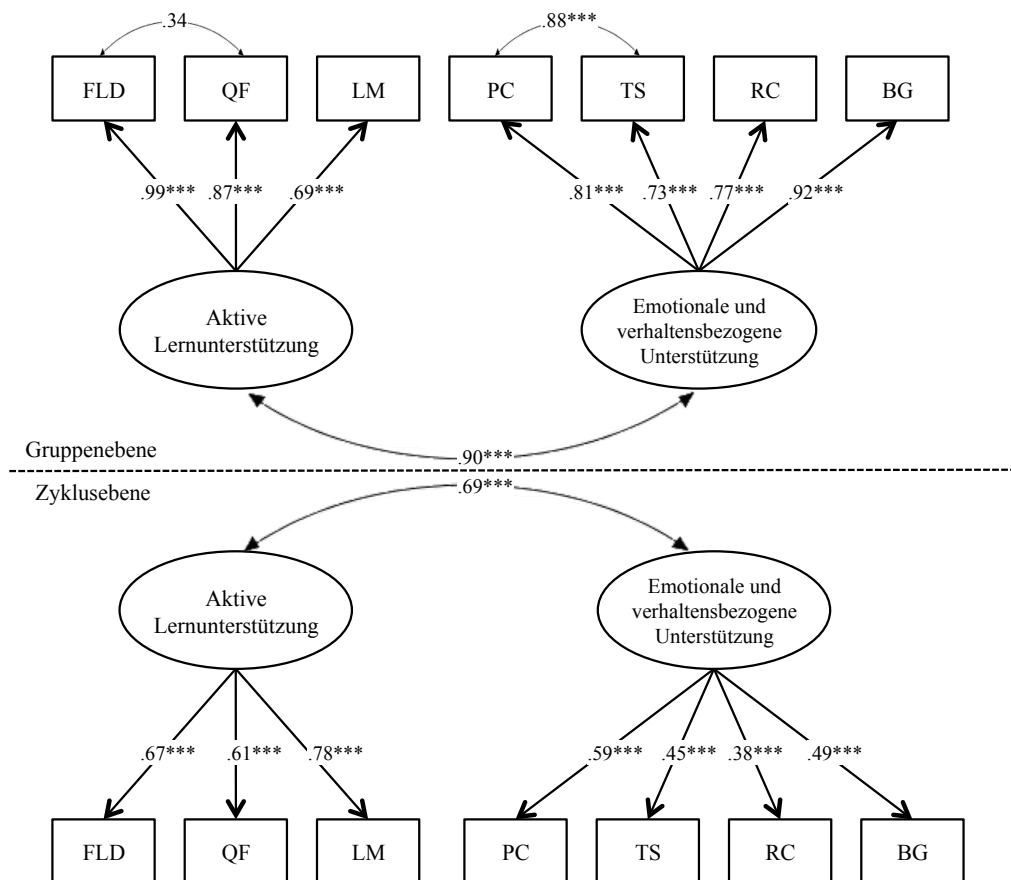 .34
.88***
FLD QF LM PC TS RC BG
.99*** .87*** .69*** .81*** .73*** .77*** .92***
Aktive
Lernunterstützung
Emotionale und
verhaltensbezogene
Unterstützung
Gruppenebene
.90***
Zyklusebene
.69***
Aktive
Lernunterstützung
Emotionale und
verhaltensbezogene
Unterstützung
.67*** .61*** .78*** .59*** .45*** .38*** .49***
FLD QF LM PC TS RC BG